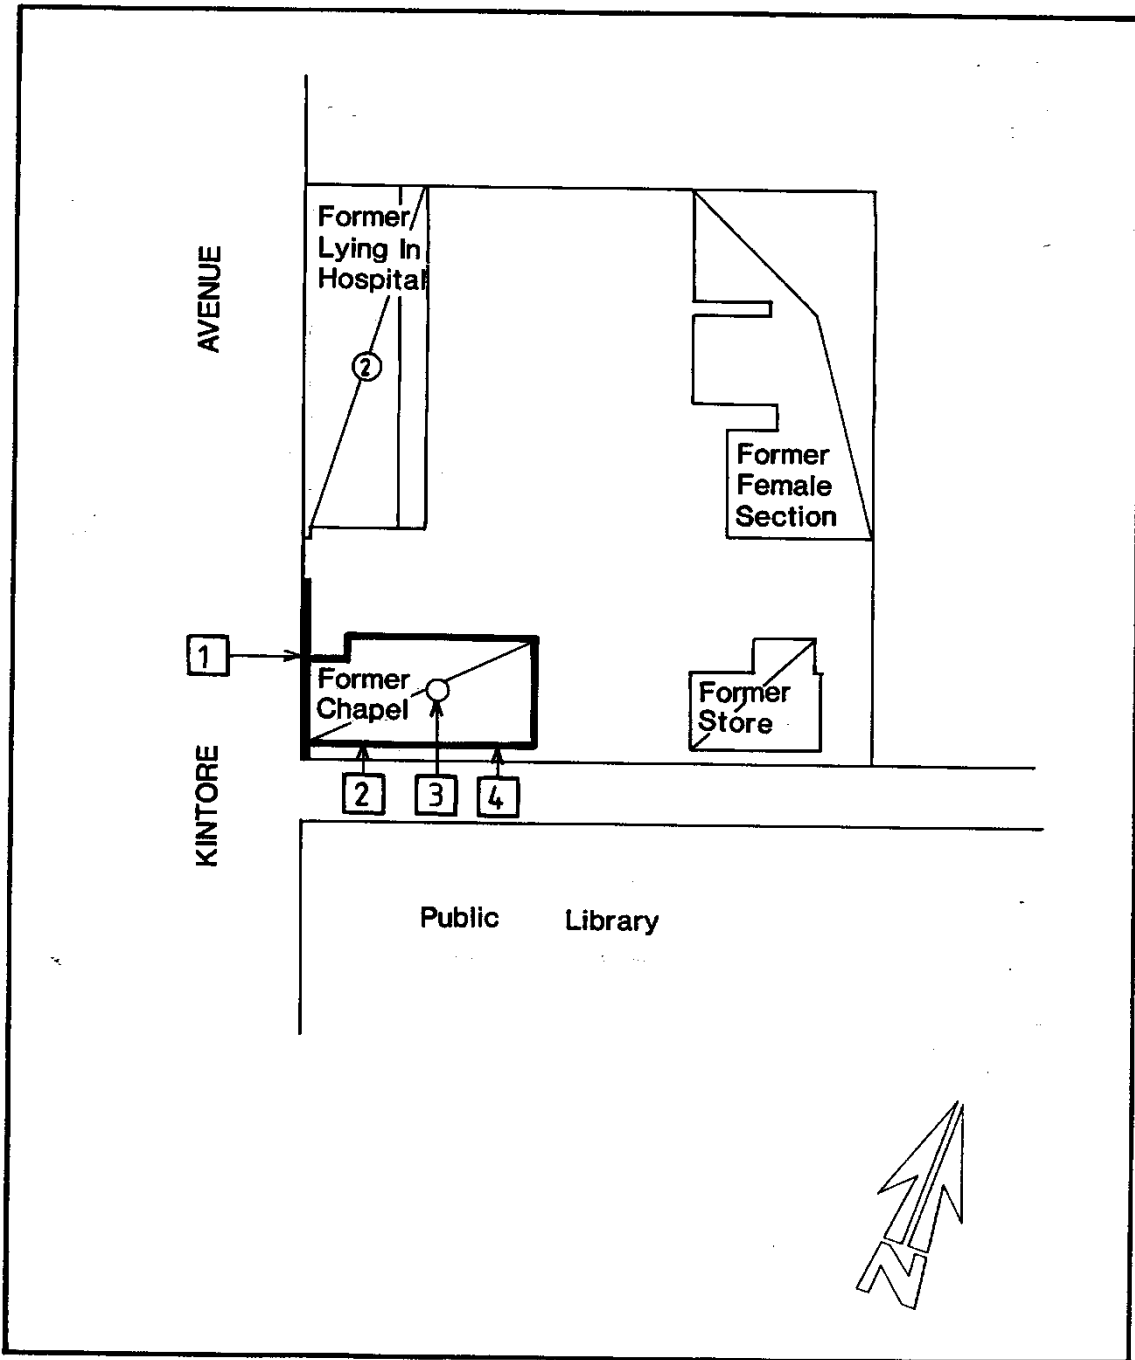 Former
Lying In
Hospital
AVENUE
2
Former
Female
Section
1
Former
Chapel
Former
Store
KINTORE
2
3
4
Public Library
N